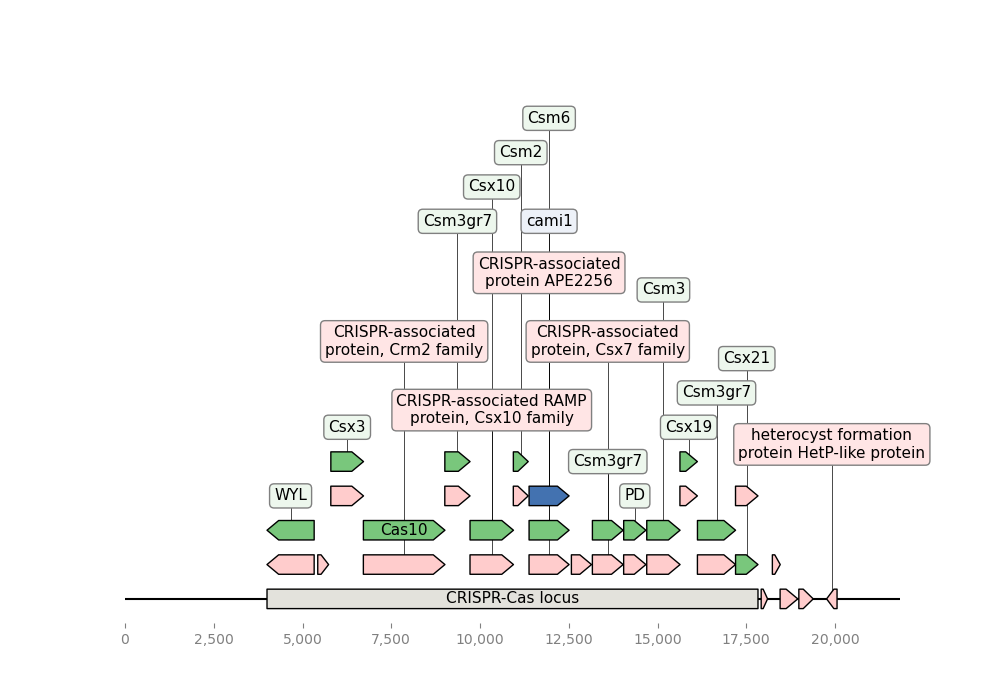 Csm6
Csm2
Csx10
Csm3gr7
cami1
CRISPR-associated
protein APE2256
Csm3
CRISPR-associated
protein, Crm2 family
CRISPR-associated
protein, Csx7 family
Csx21
Csm3gr7
CRISPR-associated RAMP
protein, Csx10 family
Csx3
Csx19
heterocyst formation
protein HetP-like protein
Csm3gr7
WYL
PD
Cas10
CRISPR-Cas locus
0
2,500
5,000
7,500
10,000
12,500
15,000
17,500
20,000